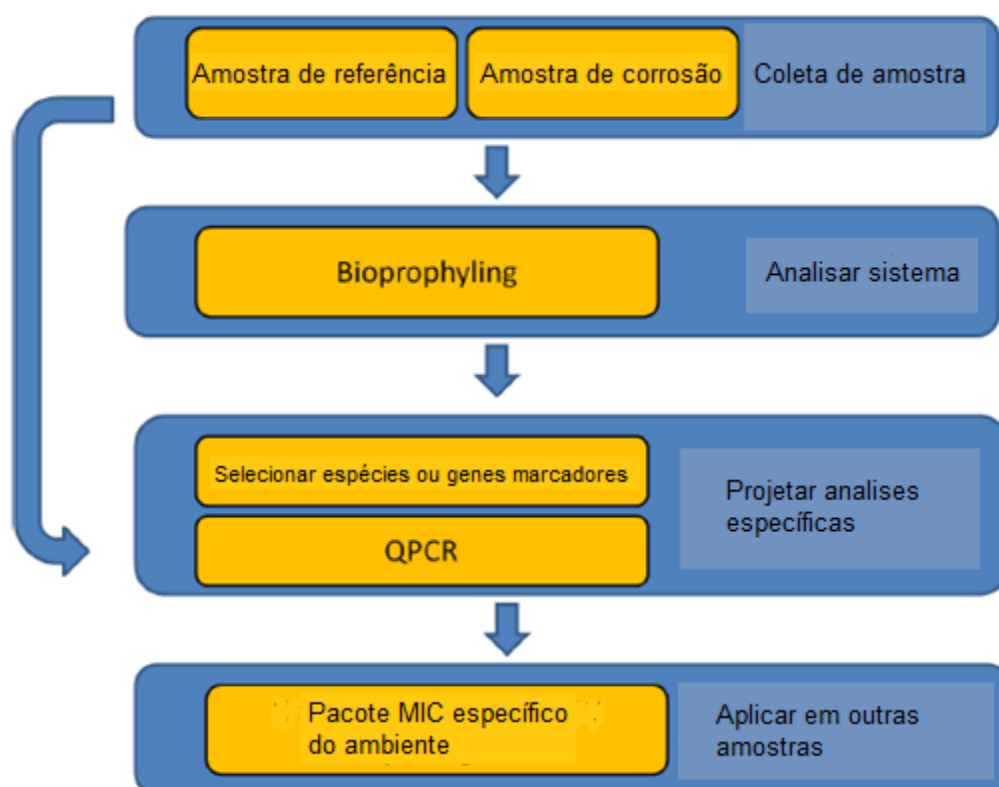 Amostra de referência
Amostra de corrosão
Coleta de amostra
Bioprophyling
Analisar sistema
Selecionar espécies ou genes marcadores
QPCR
Projetar analises
específicas
Pacote MIC específico
do ambiente
Aplicar em outras
amostras